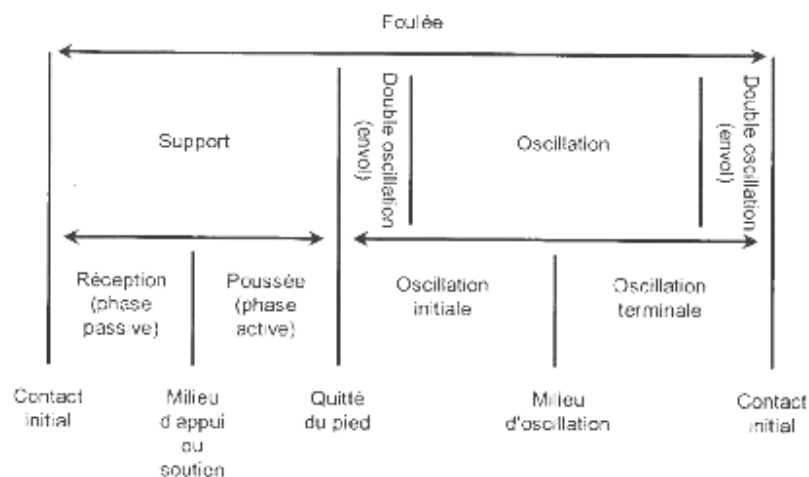 Foulée
Double oscillation
(envol)
Double oscillation
(envol)
Support
Oscillation
Réception
(phase
passive)
Poussée
(phase
active)
Oscillation
initiale
Oscillation
terminale
Contact
initial
Milieu
d'appui
ou
soutien
Quitté
du pied
Milieu
d'oscillation
Contact
initial